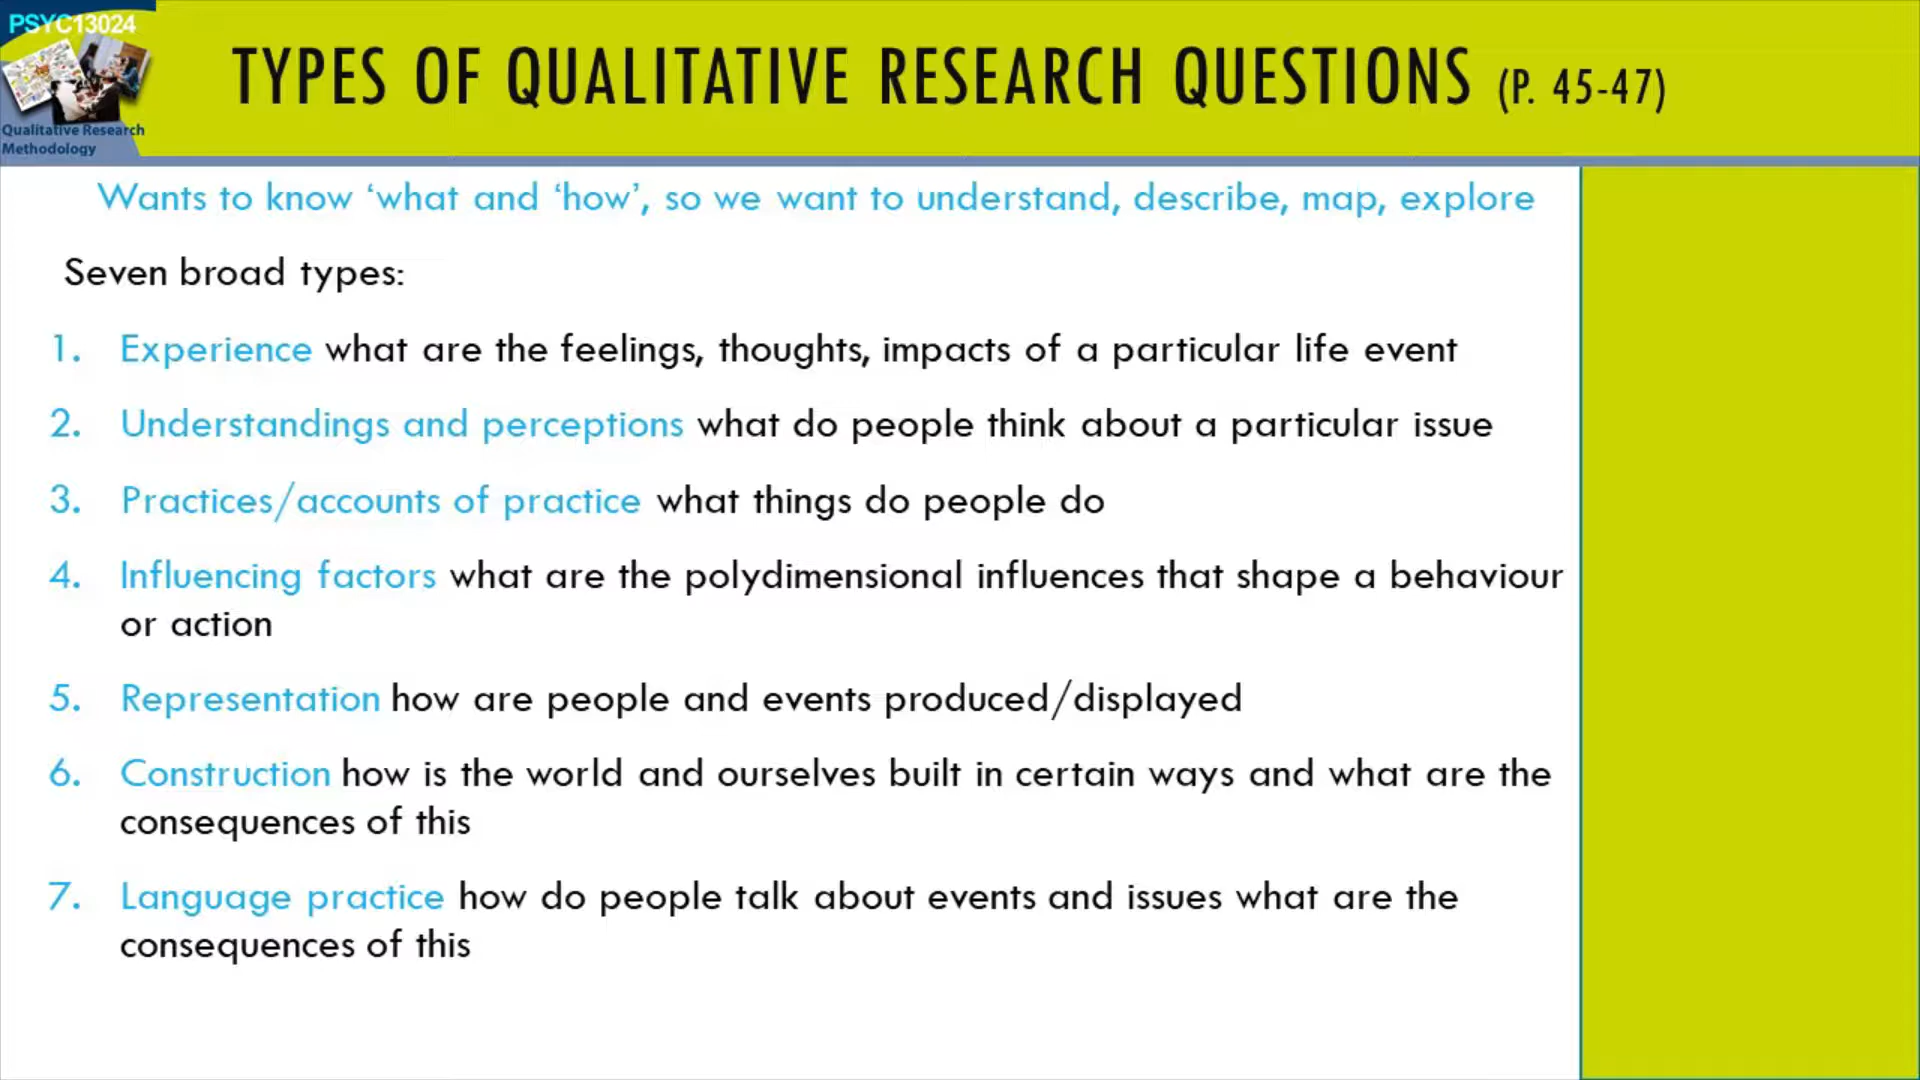 PSYC13024
Qualitative Research
Methodology
TYPES OF QUALITATIVE RESEARCH QUESTIONS (P. 45-47)
Wants to know ‘what and ‘how’, so we want to understand, describe, map, explore
Seven broad types:
1. Experience what are the feelings, thoughts, impacts of a particular life event
2. Understandings and perceptions what do people think about a particular issue
3. Practices/accounts of practice what things do people do
4. Influencing factors what are the polydimensional influences that shape a behaviour
or action
5. Representation how are people and events produced/displayed
6. Construction how is the world and ourselves built in certain ways and what are the
consequences of this
7. Language practice how do people talk about events and issues what are the
consequences of this